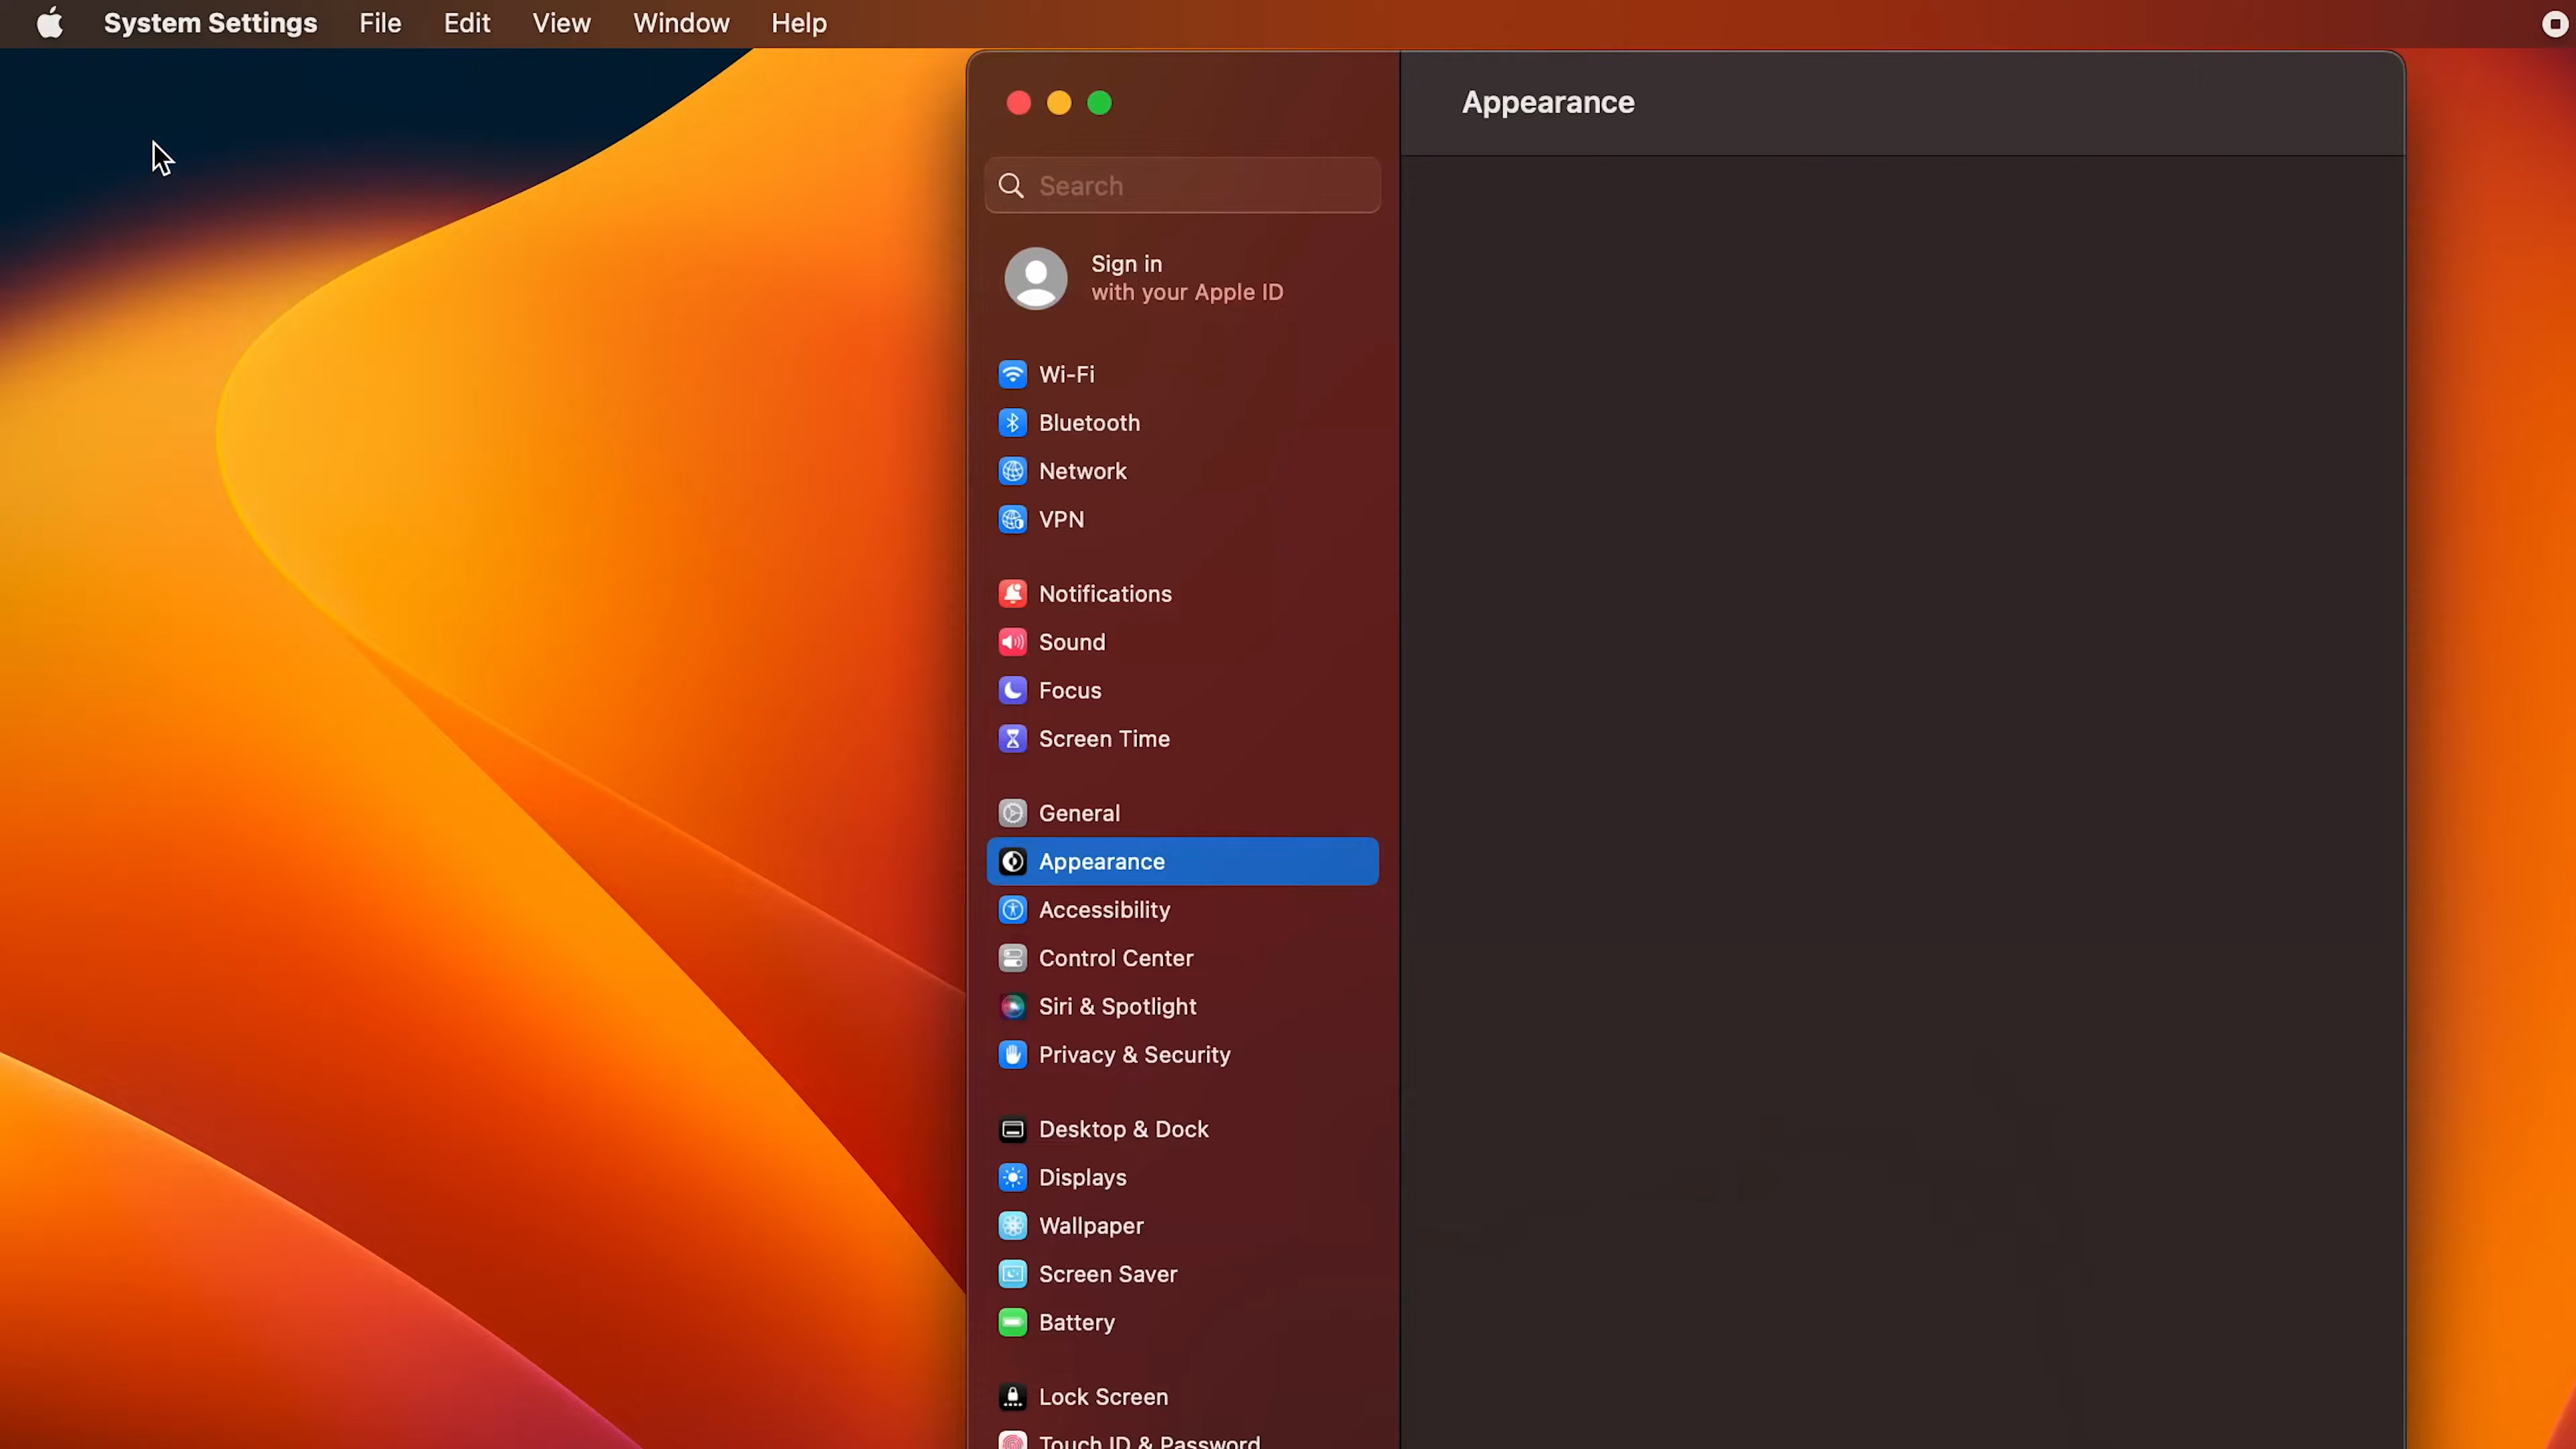 System Settings File Edit View Window Help
Appearance
Search
Sign in
with your Apple ID
Wi-Fi
Bluetooth
Network
VPN
Notifications
Sound
Focus
Screen Time
General
Appearance
Accessibility
Control Center
Siri & Spotlight
Privacy & Security
Desktop & Dock
Displays
Wallpaper
Screen Saver
Battery
Lock Screen
Touch ID & Password